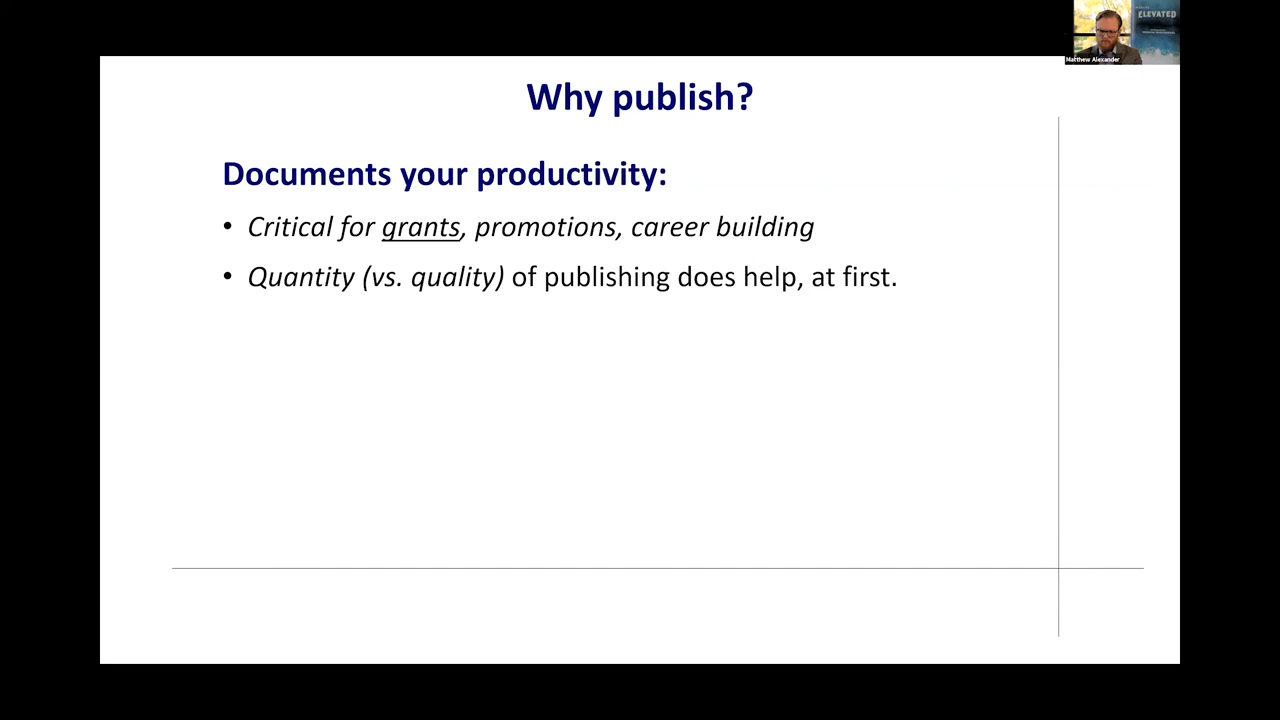 ELEVATED
Matthew Alexander
Why publish?
Documents your productivity:
• Critical for grants, promotions, career building
• Quantity (vs. quality) of publishing does help, at first.